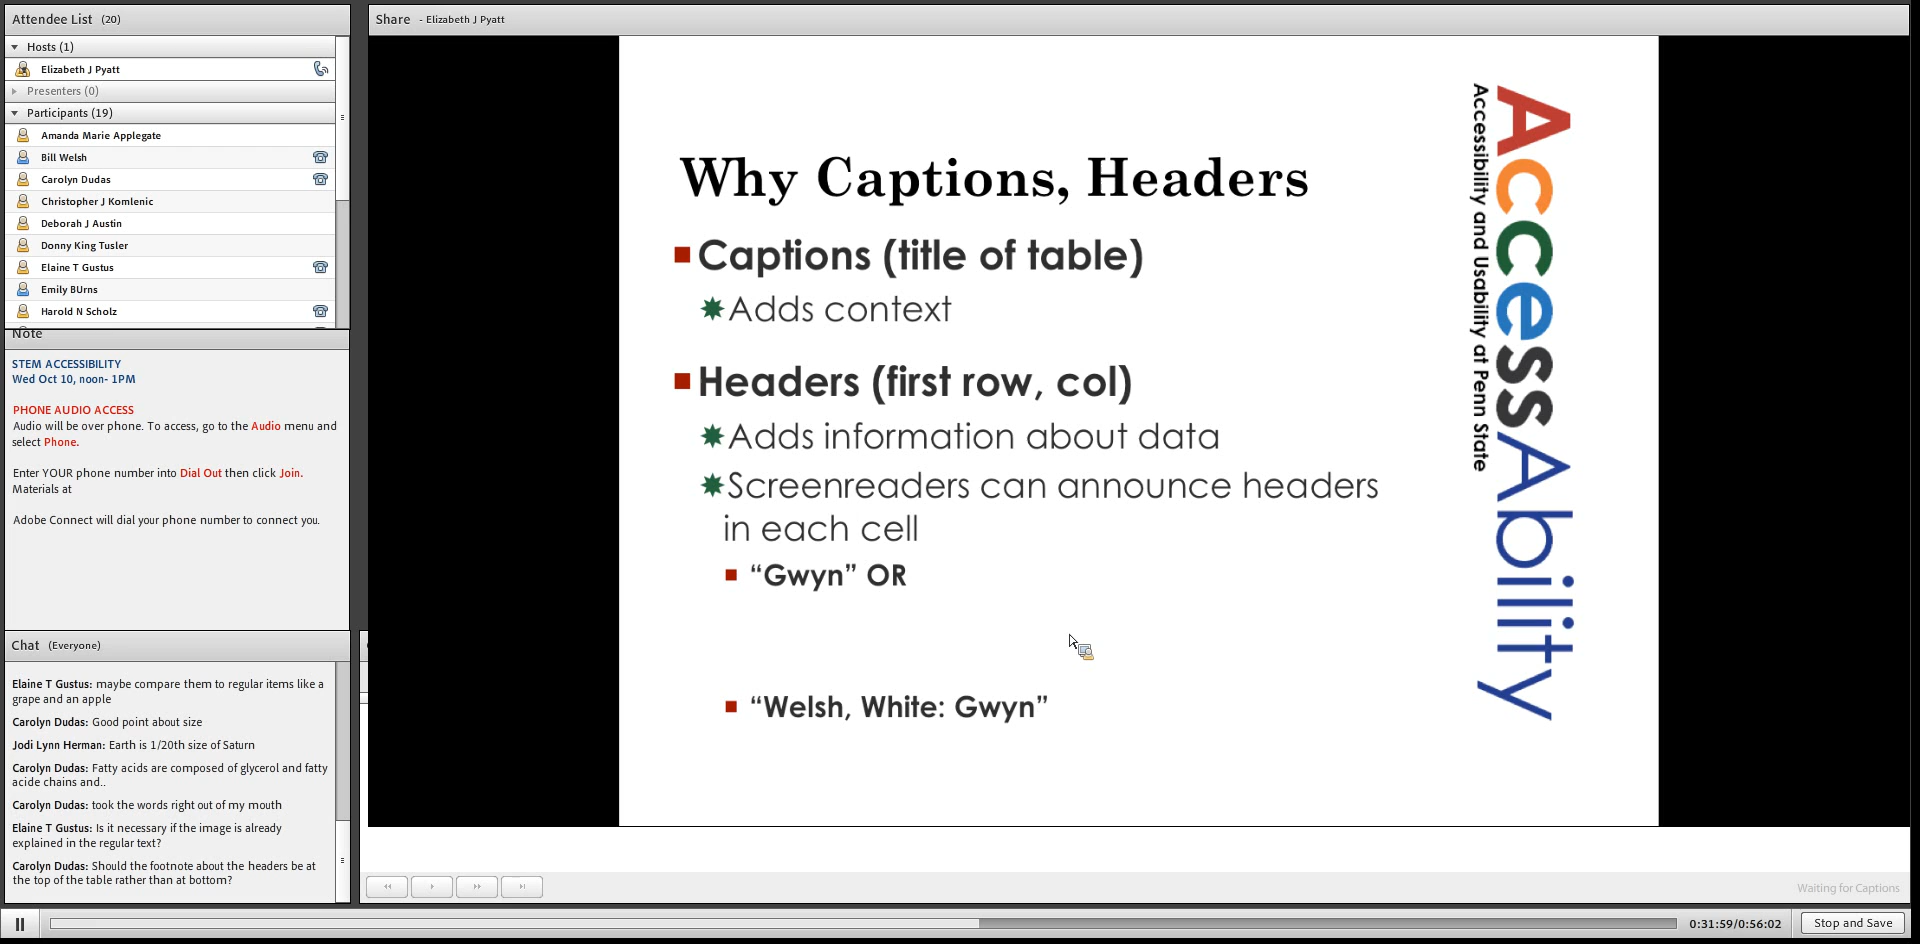 Attendee List (20)
Hosts (1)
Elizabeth J Pyatt
Presenters (0)
Participants (19)
Amanda Marie Applegate
Bill Welsh
Carolyn Dudas
Christopher J Komlenic
Deborah J Austin
Donny King Tusler
Elaine T Gustus
Emily BUrns
Harold N Scholz
Note
STEM ACCESSIBILITY
Wed Oct 10, noon- 1PM
PHONE AUDIO ACCESS
Audio will be over phone. To access, go to the Audio menu and
select Phone.
Enter YOUR phone number into Dial Out then click Join.
Materials at
Adobe Connect will dial your phone number to connect you.
Chat (Everyone)
Elaine T Gustus: maybe compare them to regular items like a
grape and an apple
Carolyn Dudas: Good point about size
Jodi Lynn Herman: Earth is 1/20th size of Saturn
Carolyn Dudas: Fatty acids are composed of glycerol and fatty
acide chains and..
Carolyn Dudas: took the words right out of my mouth
Elaine T Gustus: Is it necessary if the image is already
explained in the regular text?
Carolyn Dudas: Should the footnote about the headers be at
the top of the table rather than at bottom?
Share - Elizabeth J Pyatt
Why Captions, Headers
Captions (title of table)
Adds context
Headers (first row, col)
Adds information about data
Screenreaders can announce headers
in each cell
“Gwyn” OR
“Welsh, White: Gwyn”
AccessAbility
Accessibility and Usability at Penn State
Waiting for Captions
0:31:59/0:56:02
Stop and Save